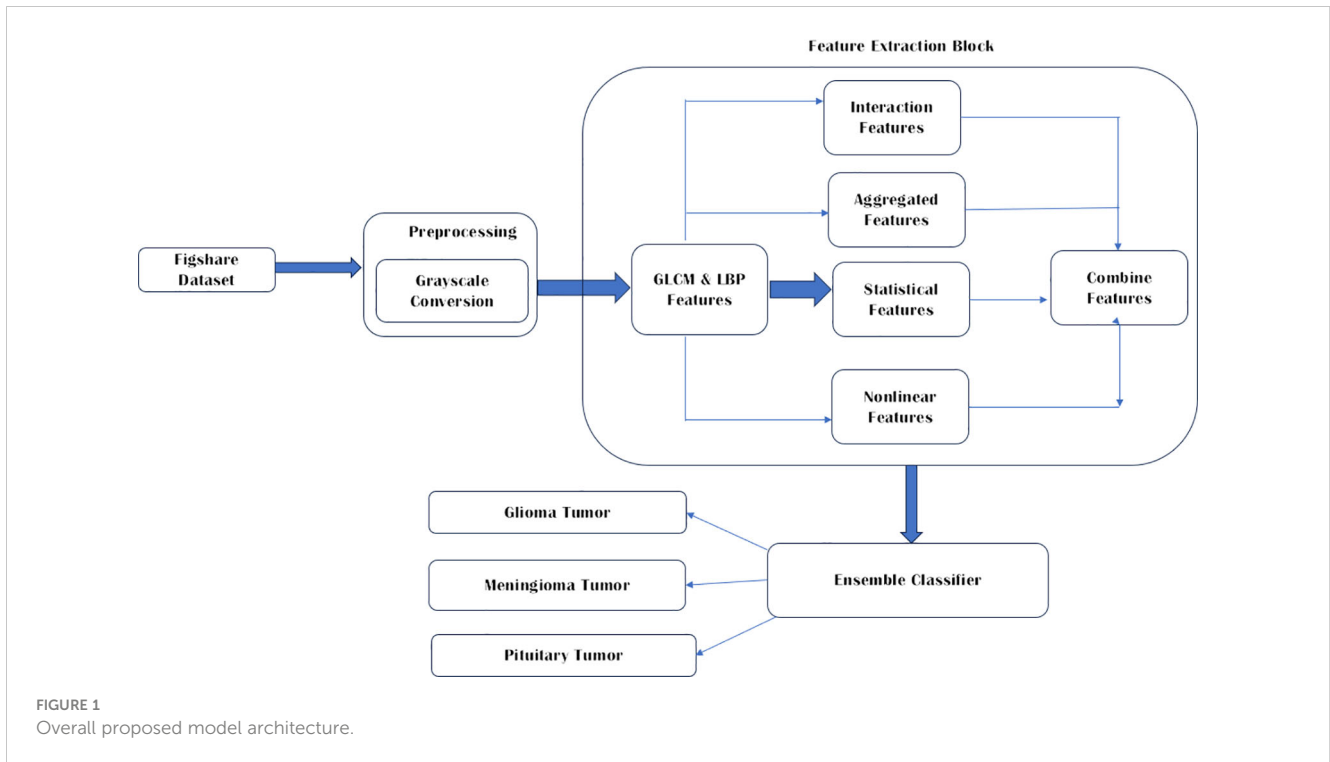 Feature Extraction Block
Interaction
Features
Aggregated
Features
Preprocessing
Figshare
Dataset
Grayscale
Conversion
GLCM & LBP
Features
Statistical
Features
Combine
Features
Nonlinear
Features
Glioma Tumor
Meningioma Tumor
Ensemble Classifier
Pituitary Tumor
FIGURE 1
Overall proposed model architecture.